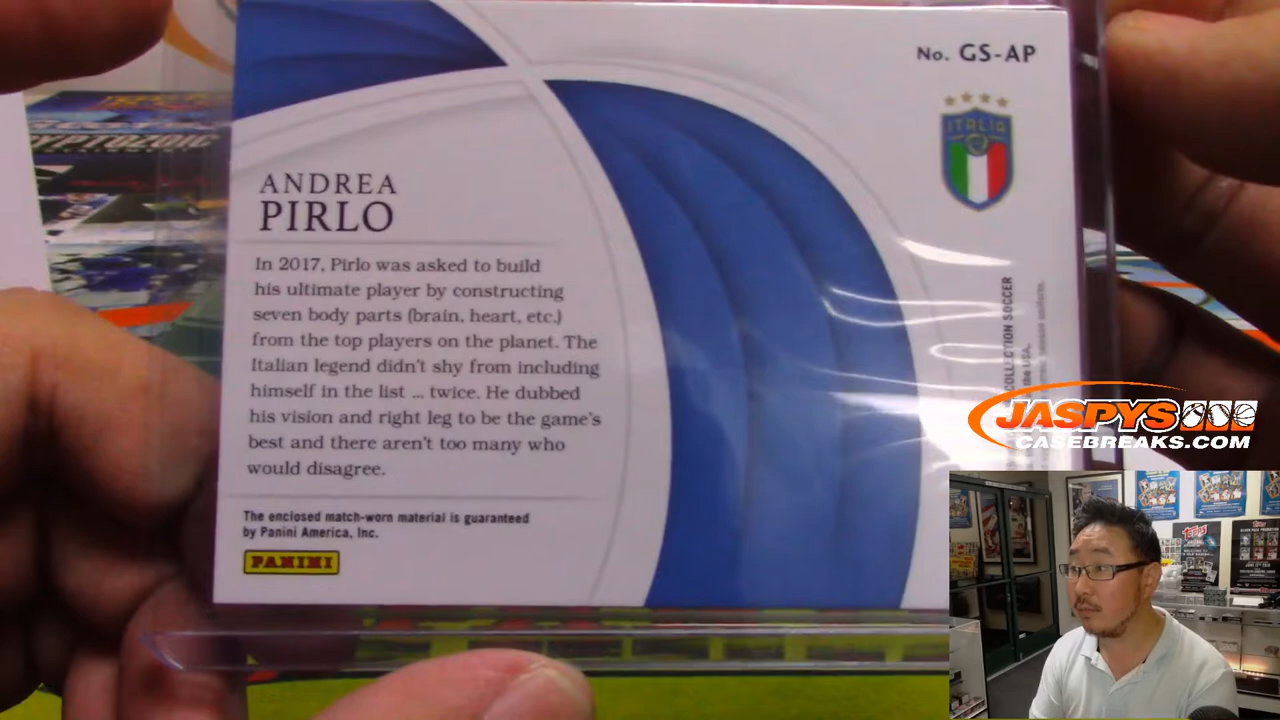 No. GS-AP
ITALIA
CRYPTOZOIC
ANDREA
PIRLO
In 2017, Pirlo was asked to build
his ultimate player by constructing
seven body parts (brain, heart, etc.)
from the top players on the planet. The
Italian legend didn't shy from including
himself in the list ... twice. He dubbed
his vision and right leg to be the game's
best and there aren't too many who
would disagree.
The enclosed match-worn material is guaranteed
by Panini America, Inc.
PANINI
COLLECTION SOCCER
the USA.
JASPYS
CASEBREAKS.COM
TOPPS